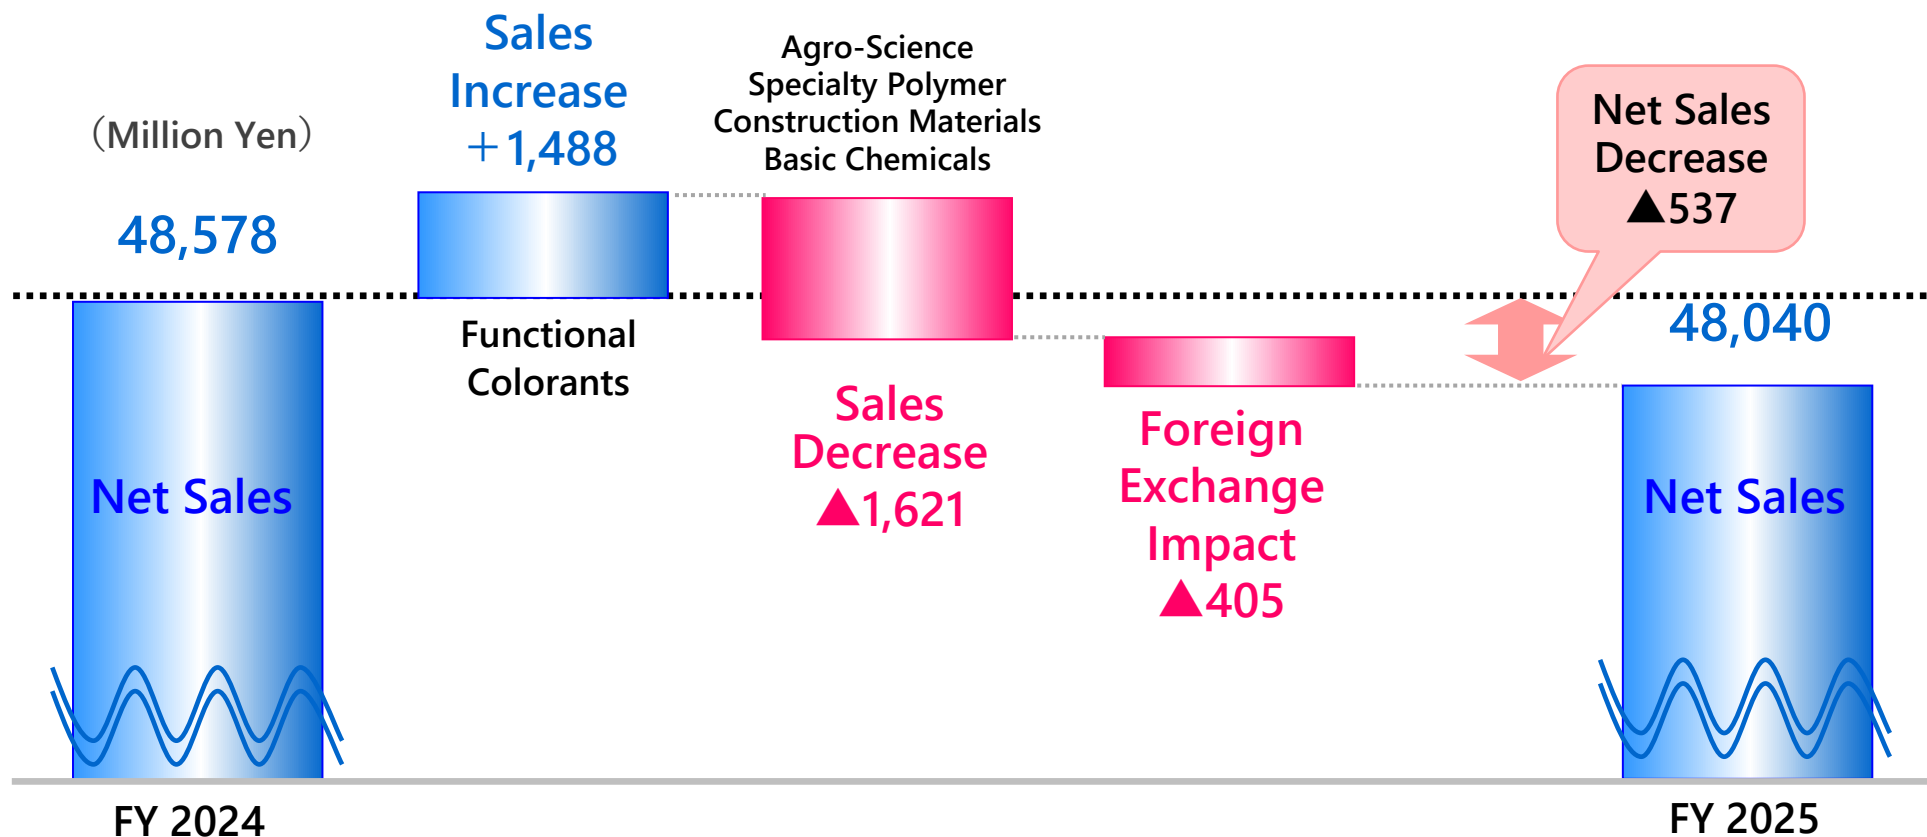 (Million Yen)
48,578
Net Sales
FY 2024
Sales
Increase
+1,488
Functional
Colorants
Agro-Science
Specialty Polymer
Construction Materials
Basic Chemicals
Sales
Decrease
▲1,621
Foreign
Exchange
Impact
▲405
Net Sales
Decrease
▲537
48,040
Net Sales
FY 2025